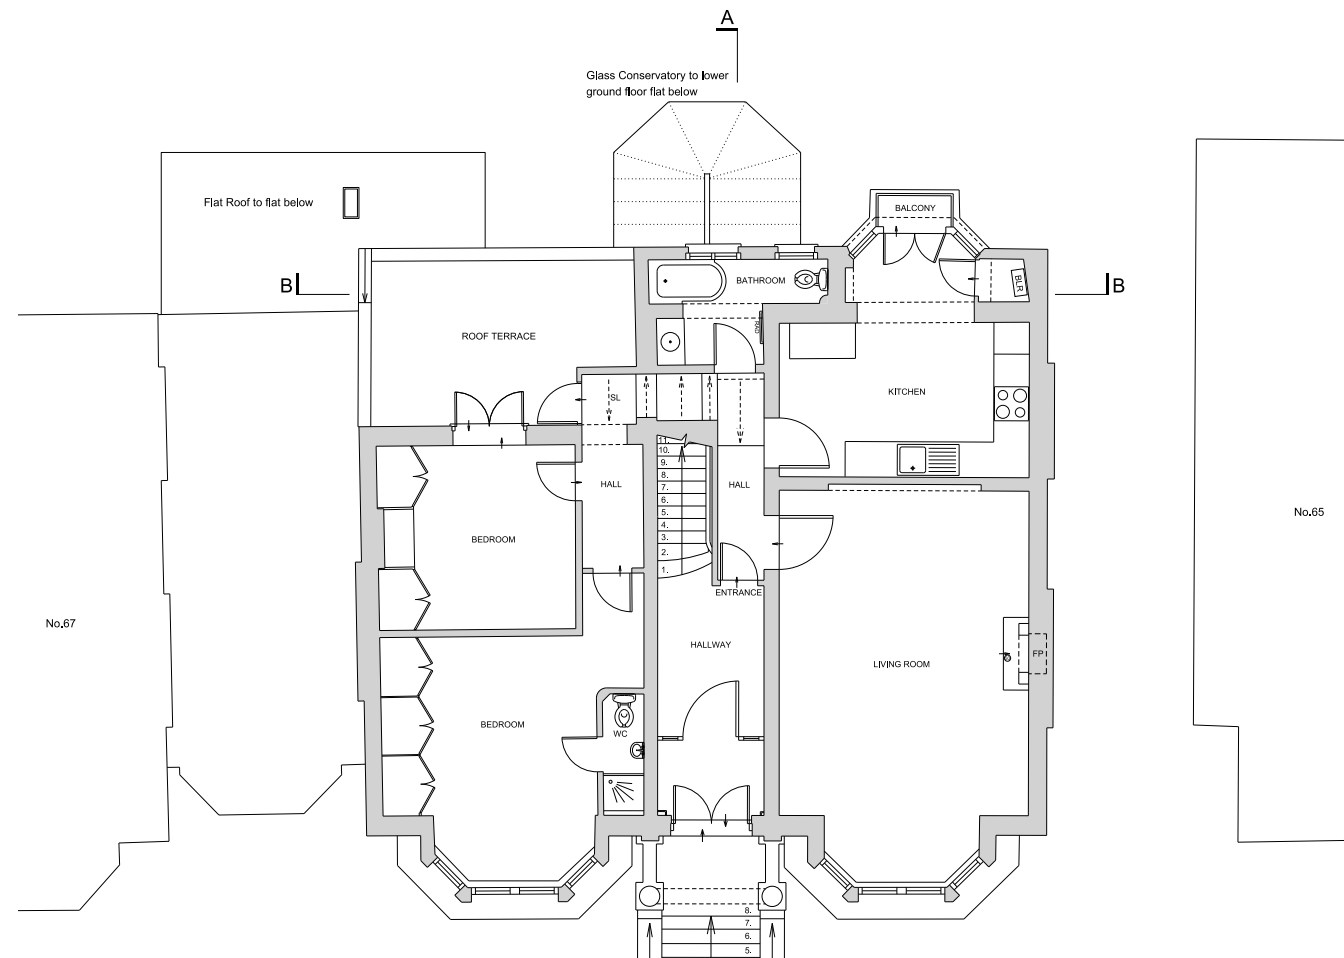 A
Glass Conservatory to lower
ground floor flat below
Flat Roof to flat below
BALCONY
B
BATHROOM
BLR
B
RAD
ROOF TERRACE
KITCHEN
SL
11.
10.
9.
8.
7.
6.
5.
4.
3.
2.
1.
HALL
HALL
No.65
BEDROOM
ENTRANCE
No.67
HALLWAY
FP
LIVING ROOM
BEDROOM
WC
8.
7.
6.
5.